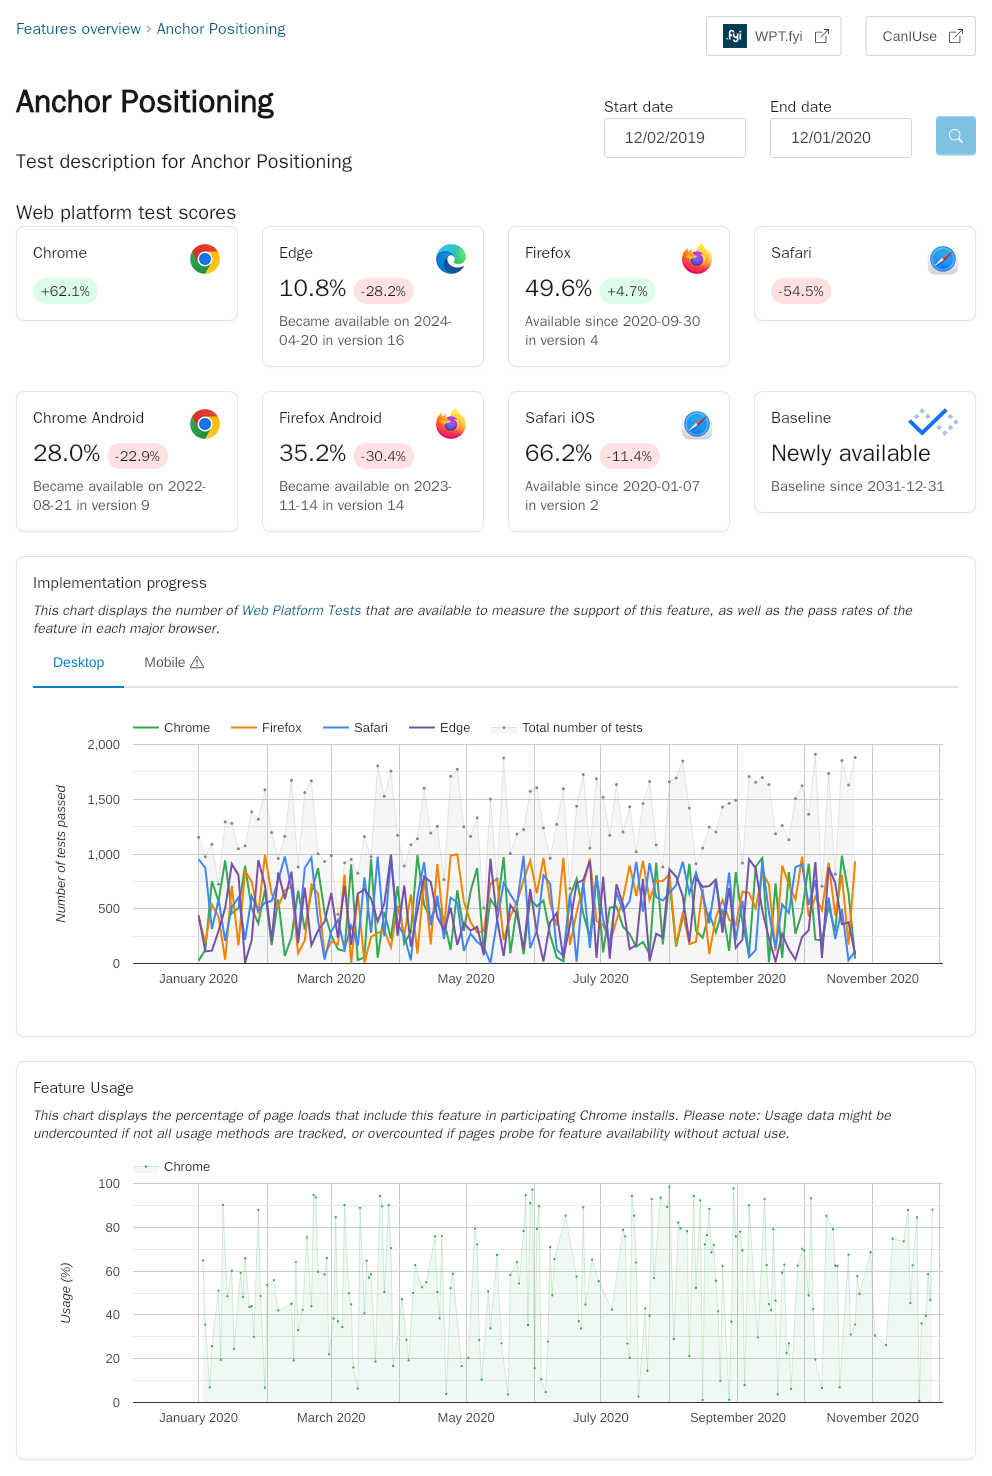 Features overview › Anchor Positioning
.fyi WPT.fyi
CanIUse
Anchor Positioning
Start date
End date
12/02/2019
12/01/2020
Test description for Anchor Positioning
Web platform test scores
Chrome
+62.1%
Edge
10.8% -28.2%
Became available on 2024-
04-20 in version 16
Firefox
49.6% +4.7%
Available since 2020-09-30
in version 4
Safari
-54.5%
Chrome Android
28.0% -22.9%
Became available on 2022-
08-21 in version 9
Firefox Android
35.2% -30.4%
Became available on 2023-
11-14 in version 14
Safari iOS
66.2% -11.4%
Available since 2020-01-07
in version 2
Baseline
Newly available
Baseline since 2031-12-31
Implementation progress
This chart displays the number of Web Platform Tests that are available to measure the support of this feature, as well as the pass rates of the
feature in each major browser.
Desktop
Mobile
Chrome Firefox Safari Edge Total number of tests
Number of tests passed
2,000
1,500
1,000
500
0
January 2020 March 2020 May 2020 July 2020 September 2020 November 2020
Feature Usage
This chart displays the percentage of page loads that include this feature in participating Chrome installs. Please note: Usage data might be
undercounted if not all usage methods are tracked, or overcounted if pages probe for feature availability without actual use.
Chrome
Usage (%)
100
80
60
40
20
0
January 2020 March 2020 May 2020 July 2020 September 2020 November 2020